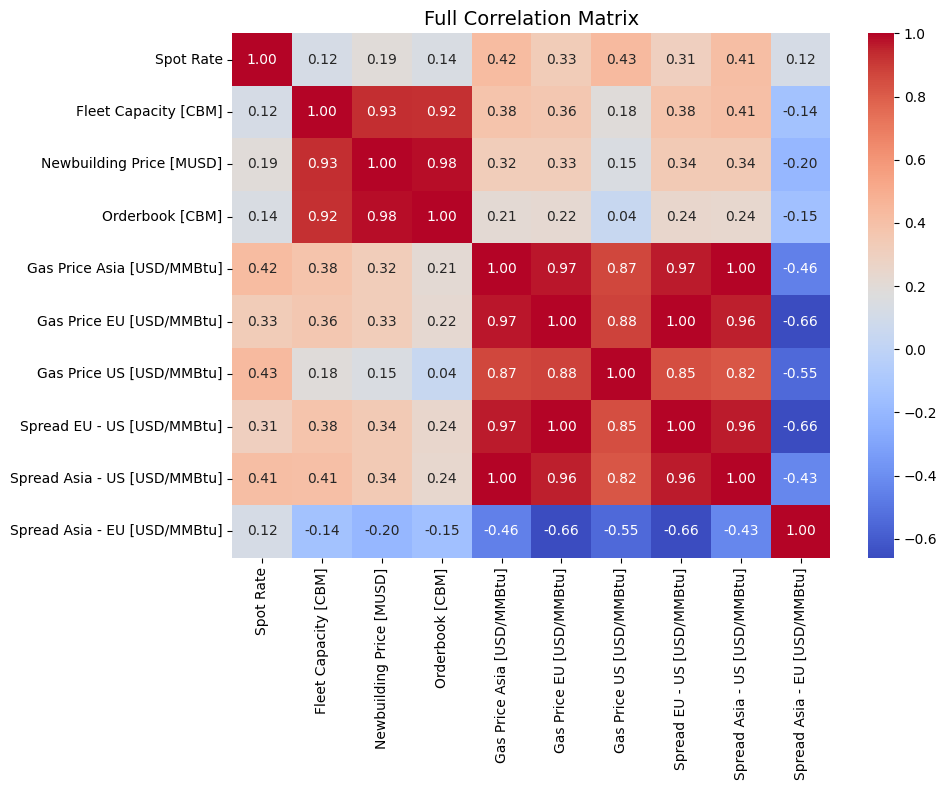 Full Correlation Matrix
Spot Rate 1.00 0.12 0.19 0.14 0.42 0.33 0.43 0.31 0.41 0.12
Fleet Capacity [CBM] 0.12 1.00 0.93 0.92 0.38 0.36 0.18 0.38 0.41 -0.14
Newbuilding Price [MUSD] 0.19 0.93 1.00 0.98 0.32 0.33 0.15 0.34 0.34 -0.20
Orderbook [CBM] 0.14 0.92 0.98 1.00 0.21 0.22 0.04 0.24 0.24 -0.15
Gas Price Asia [USD/MMBtu] 0.42 0.38 0.32 0.21 1.00 0.97 0.87 0.97 1.00 -0.46
Gas Price EU [USD/MMBtu] 0.33 0.36 0.33 0.22 0.97 1.00 0.88 1.00 0.96 -0.66
Gas Price US [USD/MMBtu] 0.43 0.18 0.15 0.04 0.87 0.88 1.00 0.85 0.82 -0.55
Spread EU - US [USD/MMBtu] 0.31 0.38 0.34 0.24 0.97 1.00 0.85 1.00 0.96 -0.66
Spread Asia - US [USD/MMBtu] 0.41 0.41 0.34 0.24 1.00 0.96 0.82 0.96 1.00 -0.43
Spread Asia - EU [USD/MMBtu] 0.12 -0.14 -0.20 -0.15 -0.46 -0.66 -0.55 -0.66 -0.43 1.00
Spot Rate
Fleet Capacity [CBM]
Newbuilding Price [MUSD]
Orderbook [CBM]
Gas Price Asia [USD/MMBtu]
Gas Price EU [USD/MMBtu]
Gas Price US [USD/MMBtu]
Spread EU - US [USD/MMBtu]
Spread Asia - US [USD/MMBtu]
Spread Asia - EU [USD/MMBtu]
1.0
0.8
0.6
0.4
0.2
0.0
−0.2
−0.4
−0.6